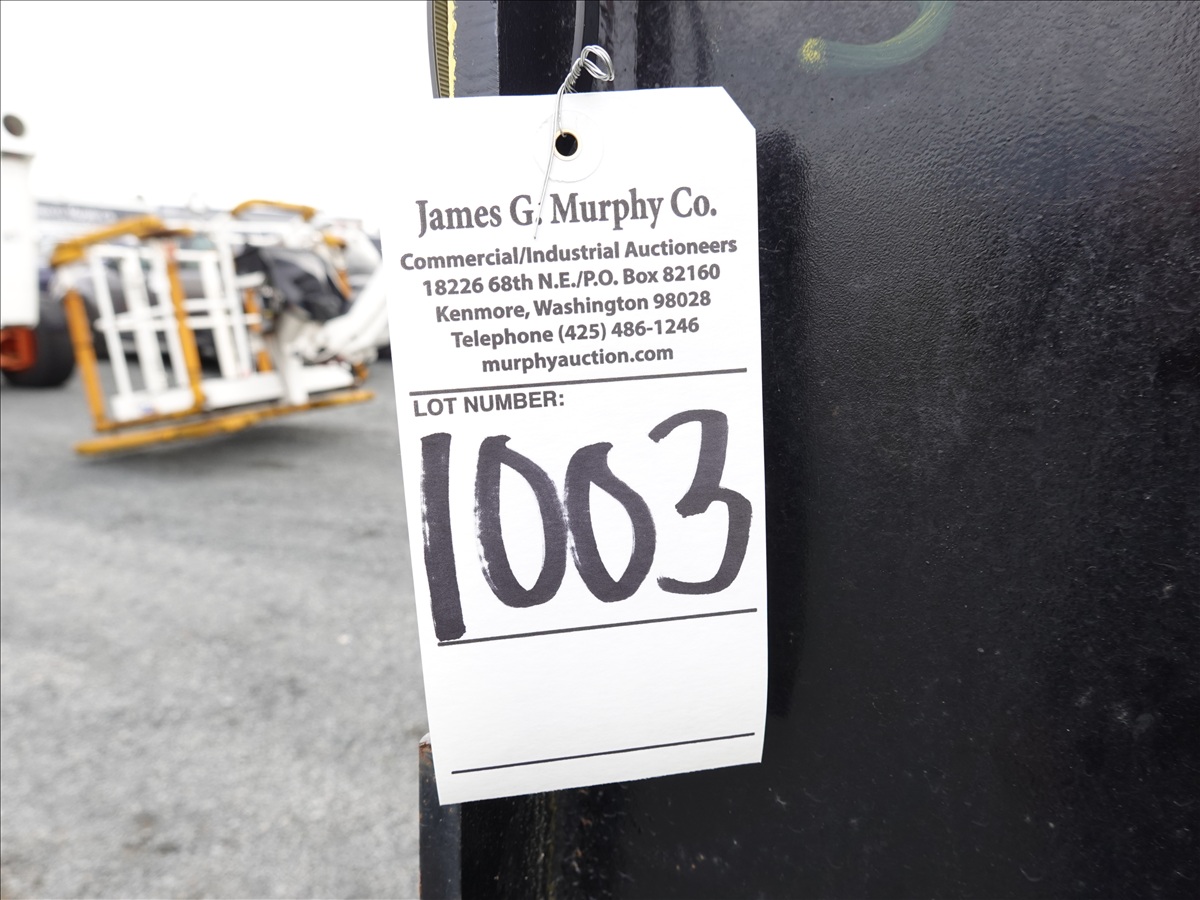 James G. Murphy Co.
Commercial/Industrial Auctioneers
18226 68th N.E./P.O. Box 82160
Kenmore, Washington 98028
Telephone (425) 486-1246
murphyauction.com
LOT NUMBER:
1003